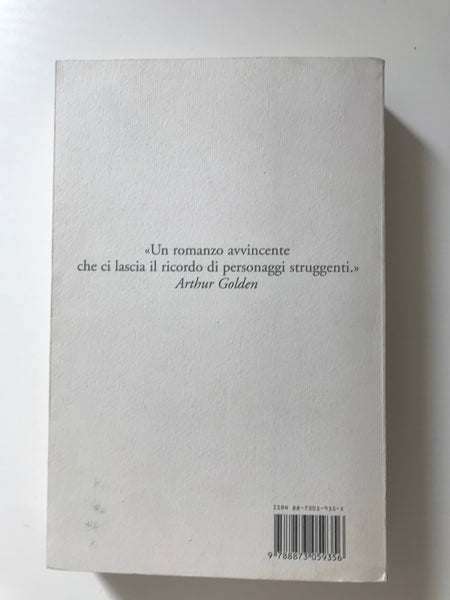 «Un romanzo avvincente
che ci lascia il ricordo di personaggi struggenti.»
Arthur Golden
ISBN 88-7305-935-X
9 788873 059356